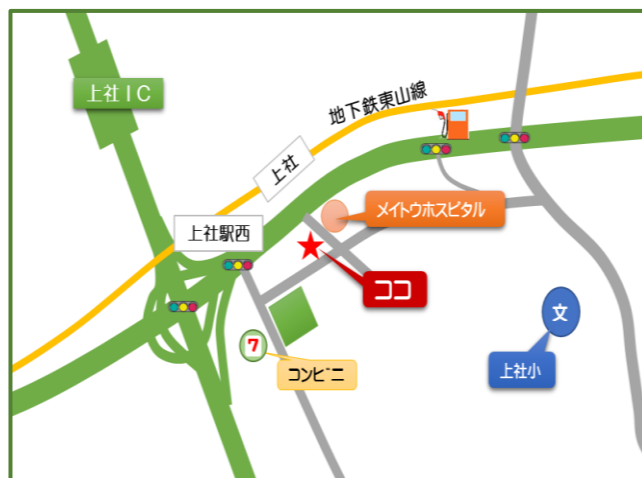 上社IC
地下鉄東山線
上社
上社駅西
メイトウホスピタル
ココ
文
上社小
7
コンビニ